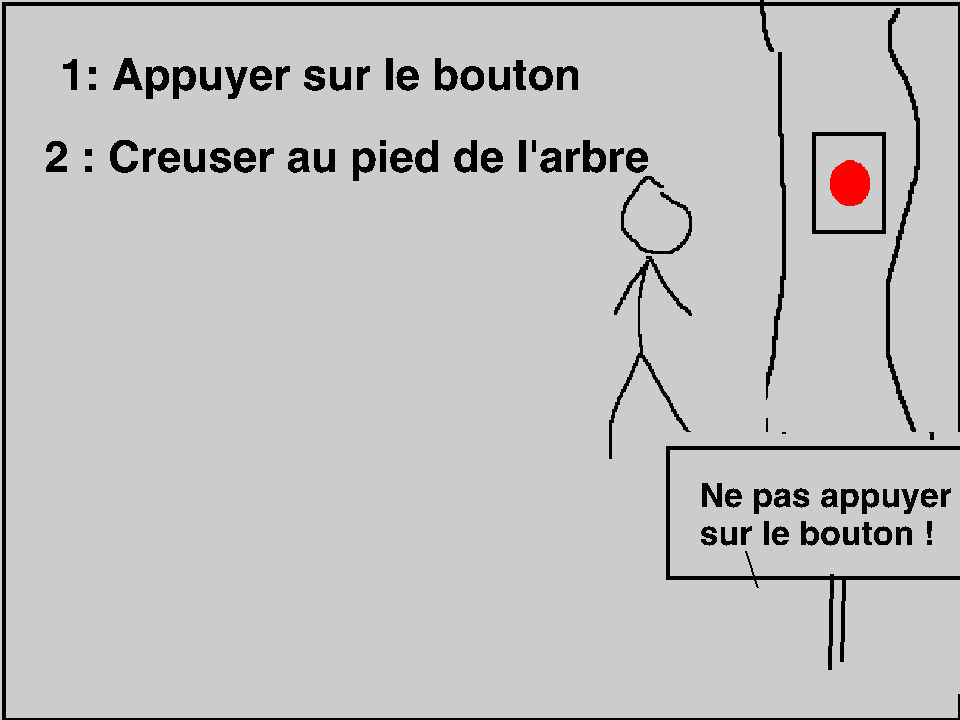 1: Appuyer sur le bouton
2 : Creuser au pied de l'arbre
Ne pas appuyer
sur le bouton !